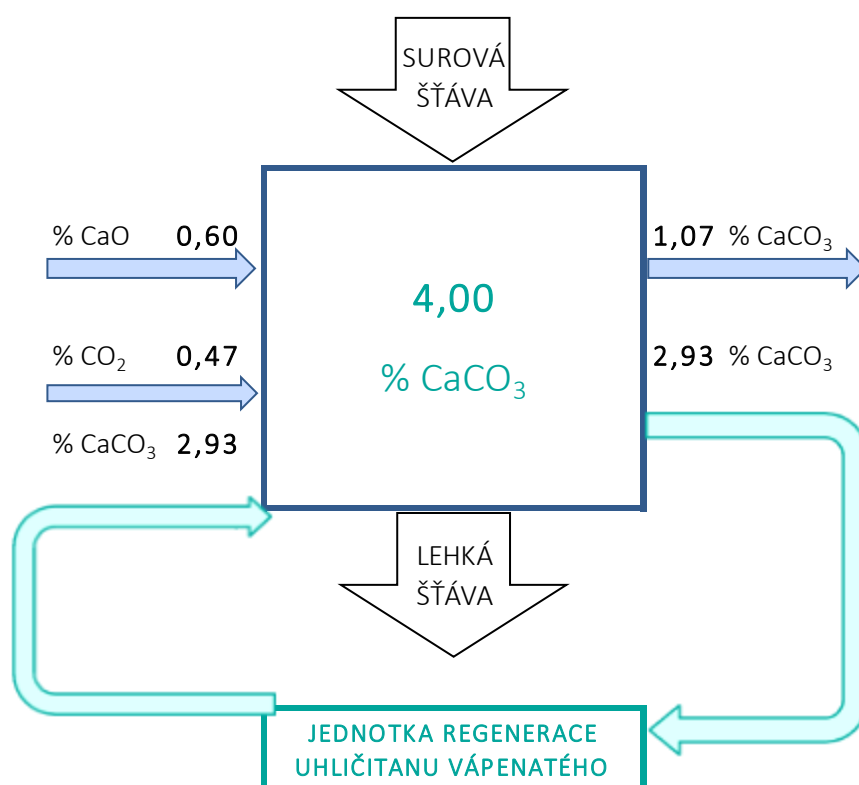 SUROVÁ
ŠŤÁVA
% CaO 0,60
1,07 % CaCO₃
4,00
% CO₂ 0,47
2,93 % CaCO₃
% CaCO₃
% CaCO₃ 2,93
LEHKÁ
ŠŤÁVA
JEDNOTKA REGENERACE
UHLIČITANU VÁPENATÉHO